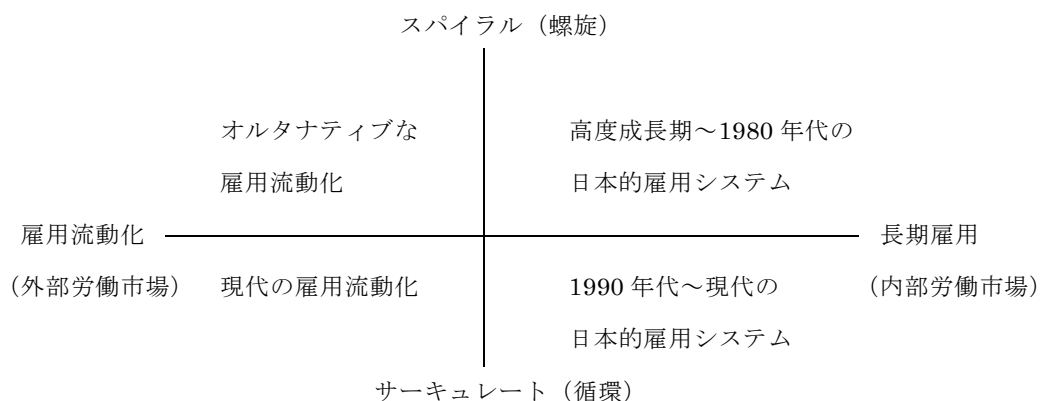 スパイラル（螺旋）
オルタナティブな
雇用流動化
高度成長期～1980 年代の
日本的雇用システム
雇用流動化
（外部労働市場）
長期雇用
（内部労働市場）
現代の雇用流動化
1990 年代～現代の
日本的雇用システム
サーキュレート（循環）